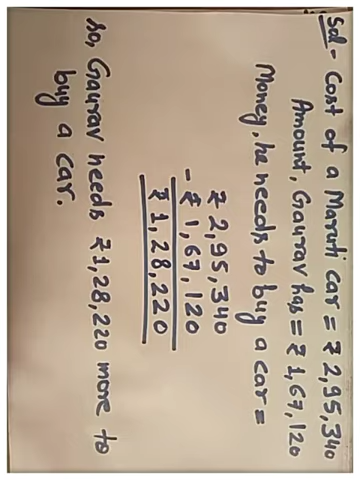 Sol - Cost of a Maruti car = ₹ 2,95,340
Amount, Gaurav has = ₹ 1,67,120
Money, he needs to buy a car =
₹ 2,95,340
- ₹ 1,67,120
₹ 1,28,220
So, Gaurav needs ₹1,28,220 more to
buy a car.